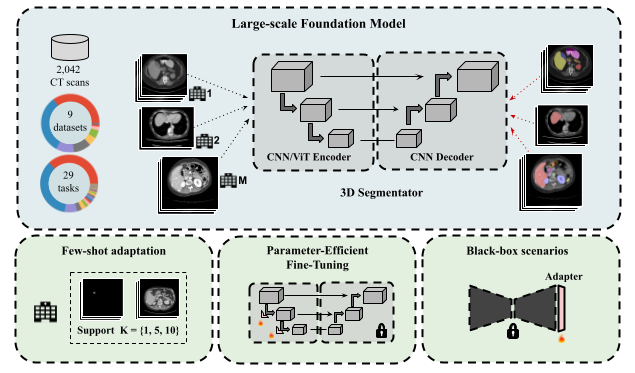 Large-scale Foundation Model
2,042
CT scans
9
datasets
29
tasks
1
2
M
CNN/ViT Encoder
CNN Decoder
3D Segmentator
Few-shot adaptation
Support K = {1, 5, 10}
Parameter-Efficient
Fine-Tuning
Black-box scenarios
Adapter